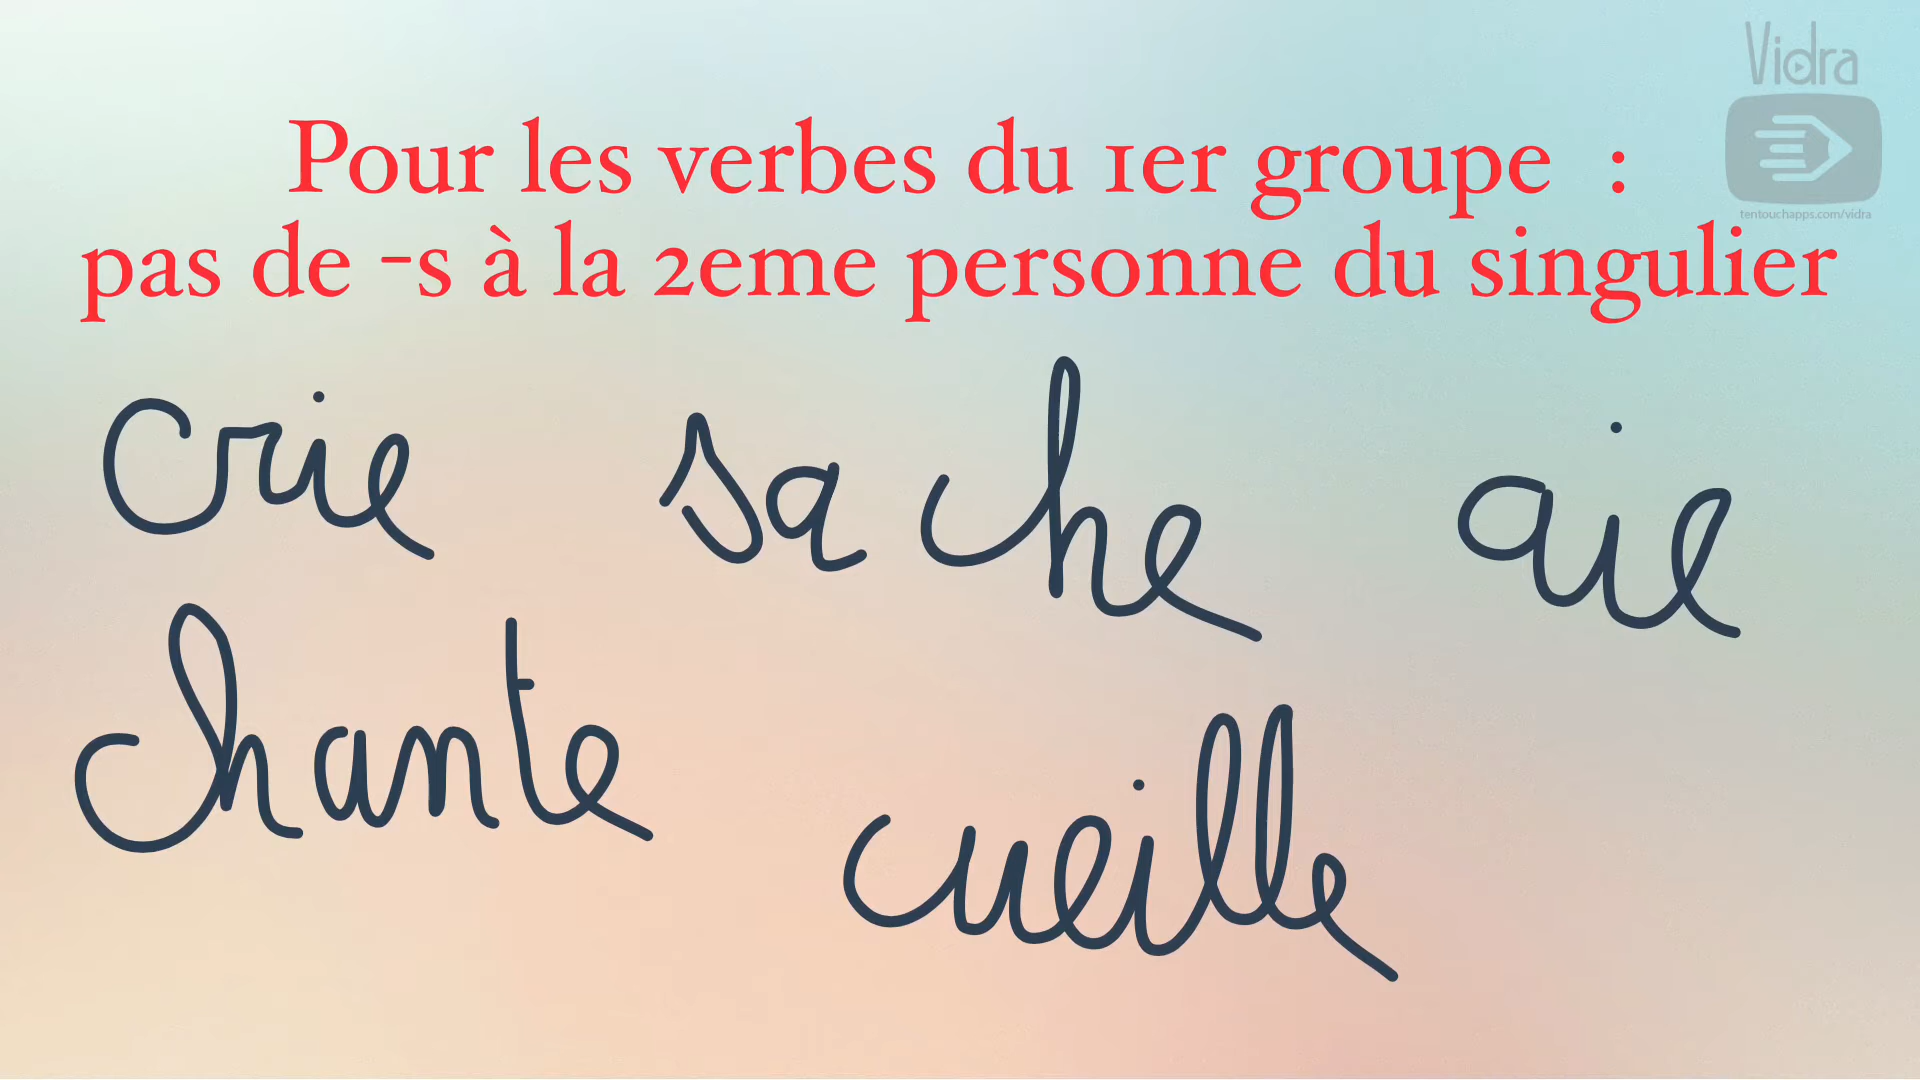 Vidra
tentouchapps.com/vidra
Pour les verbes du 1er groupe :
pas de -s à la 2eme personne du singulier
crie sache aie
chante cueille